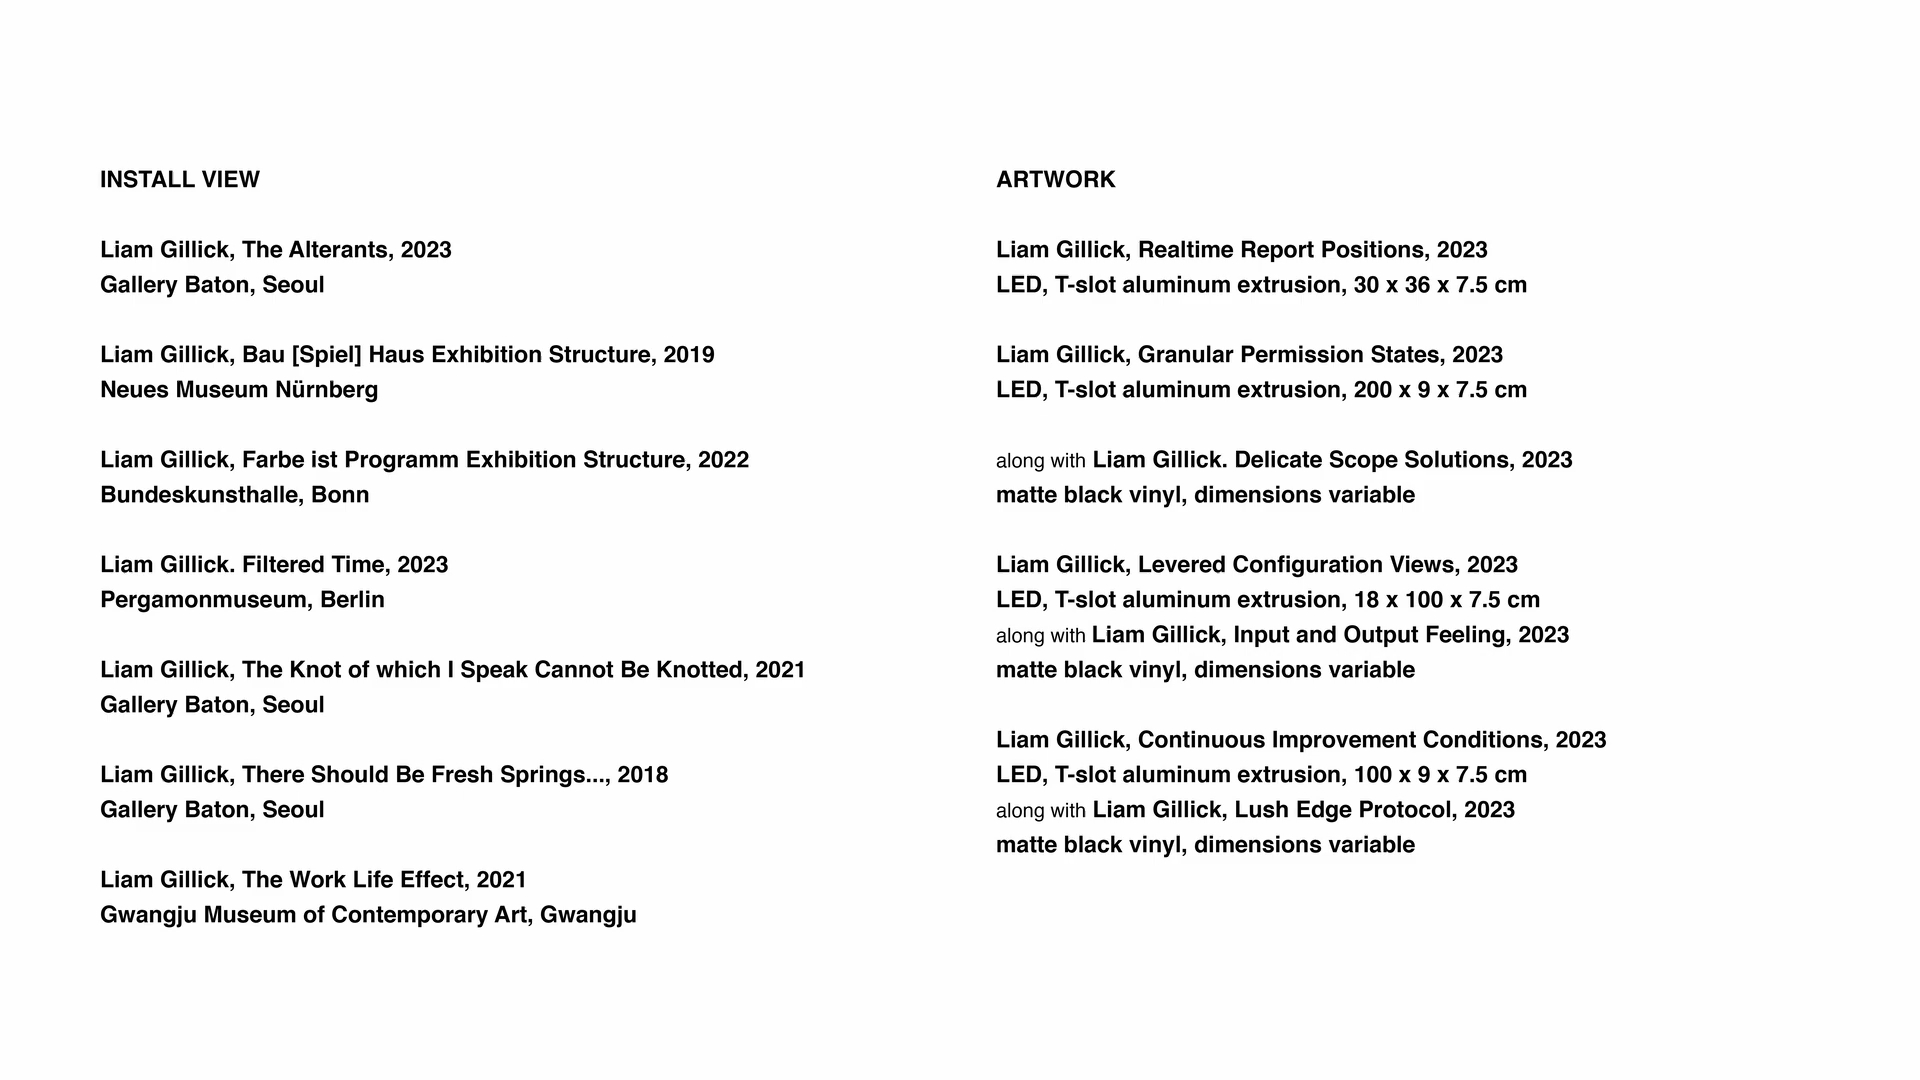 INSTALL VIEW
Liam Gillick, The Alterants, 2023
Gallery Baton, Seoul
Liam Gillick, Bau [Spiel] Haus Exhibition Structure, 2019
Neues Museum Nürnberg
Liam Gillick, Farbe ist Programm Exhibition Structure, 2022
Bundeskunsthalle, Bonn
Liam Gillick. Filtered Time, 2023
Pergamonmuseum, Berlin
Liam Gillick, The Knot of which I Speak Cannot Be Knotted, 2021
Gallery Baton, Seoul
Liam Gillick, There Should Be Fresh Springs..., 2018
Gallery Baton, Seoul
Liam Gillick, The Work Life Effect, 2021
Gwangju Museum of Contemporary Art, Gwangju
ARTWORK
Liam Gillick, Realtime Report Positions, 2023
LED, T-slot aluminum extrusion, 30 x 36 x 7.5 cm
Liam Gillick, Granular Permission States, 2023
LED, T-slot aluminum extrusion, 200 x 9 x 7.5 cm
along with Liam Gillick. Delicate Scope Solutions, 2023
matte black vinyl, dimensions variable
Liam Gillick, Levered Configuration Views, 2023
LED, T-slot aluminum extrusion, 18 x 100 x 7.5 cm
along with Liam Gillick, Input and Output Feeling, 2023
matte black vinyl, dimensions variable
Liam Gillick, Continuous Improvement Conditions, 2023
LED, T-slot aluminum extrusion, 100 x 9 x 7.5 cm
along with Liam Gillick, Lush Edge Protocol, 2023
matte black vinyl, dimensions variable